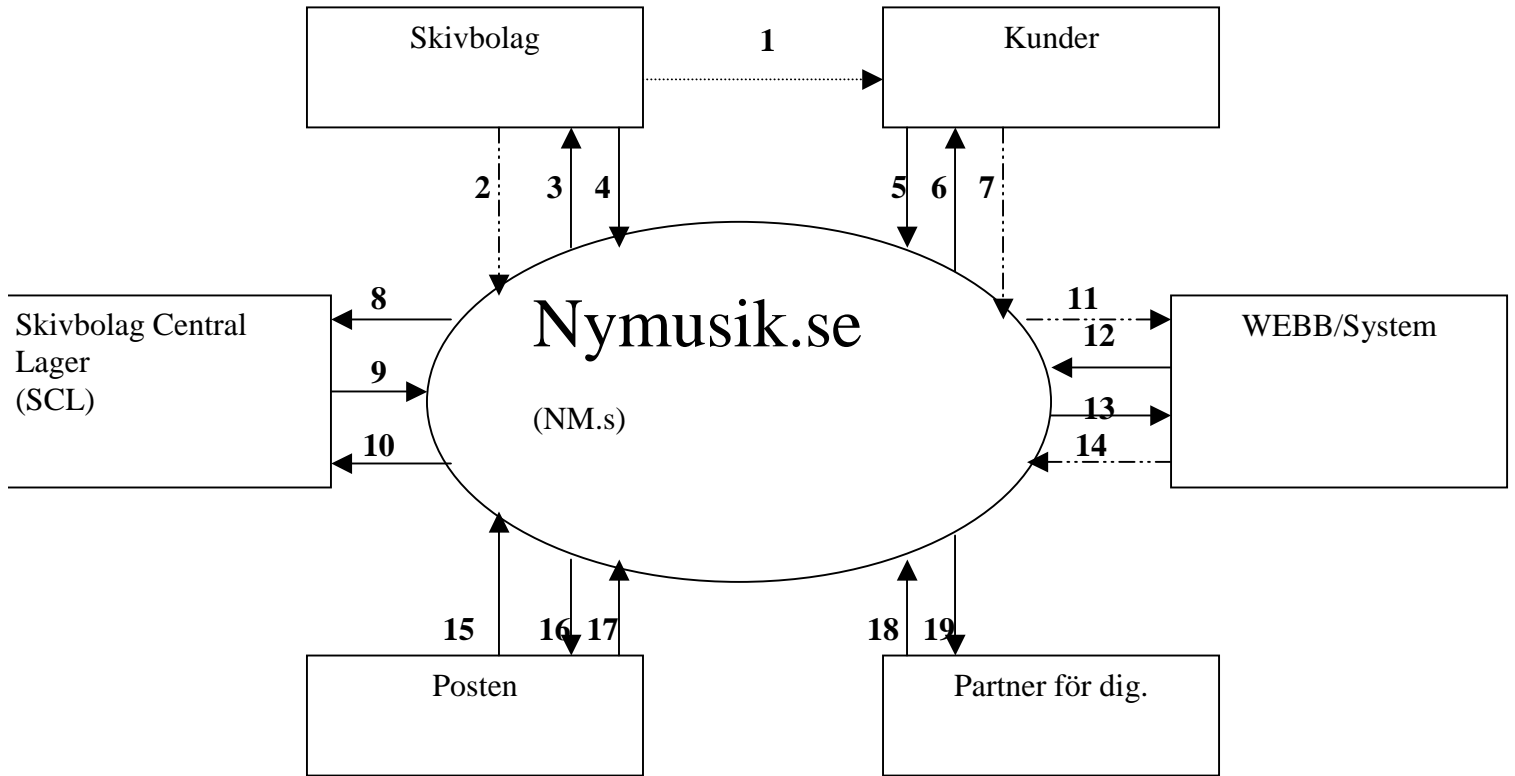 Skivbolag
1
Kunder
2
3
4
5
6
7
8
9
10
Skivbolag Central
Lager
(SCL)
Nymusik.se
(NM.s)
11
12
13
14
WEBB/System
15
16
17
18
19
Posten
Partner för dig.